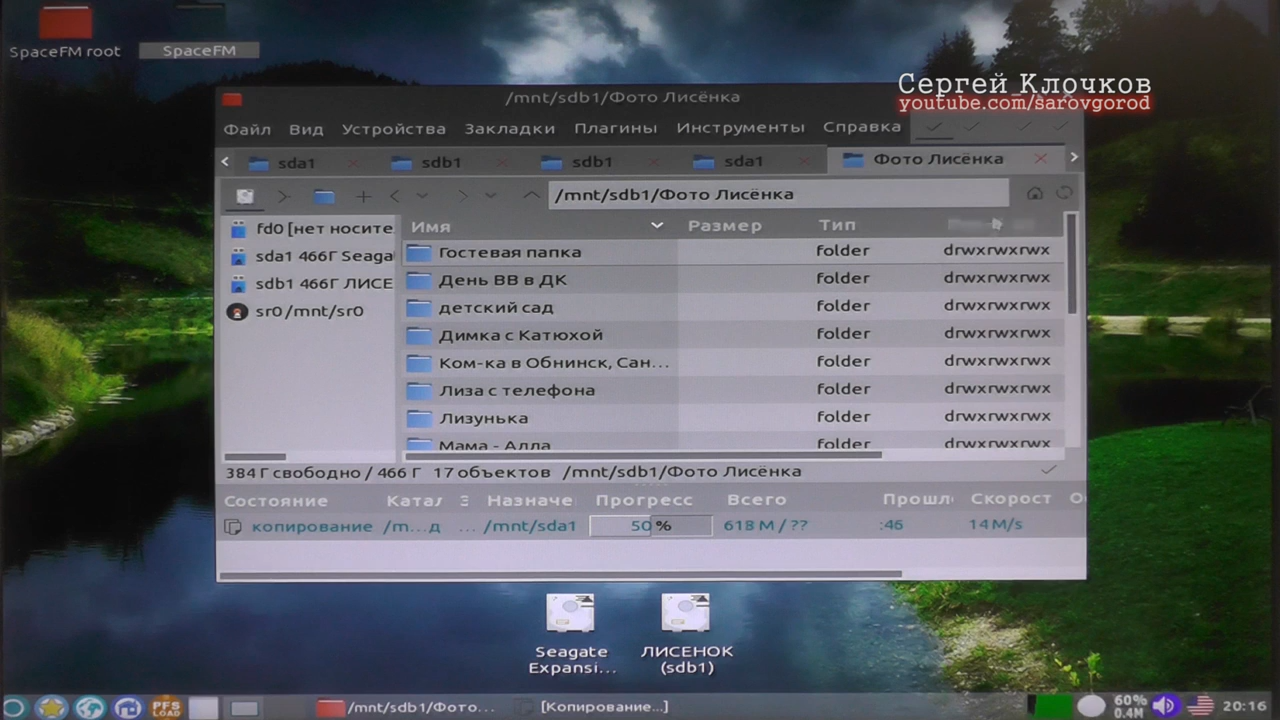 SpaceFM root
SpaceFM
Сергей Клочков
youtube.com/sarovgorod
/mnt/sdb1/Фото Лисёнка
Файл Вид Устройства Закладки Плагины Инструменты Справка
sda1 sdb1 sdb1 sda1 Фото Лисёнка
/mnt/sdb1/Фото Лисёнка
fd0 [нет носите
sda1 466Г Seaga
sdb1 466Г ЛИСЕ
sr0 /mnt/sr0
Имя Размер Тип
Гостевая папка folder drwxrwxrwx
День ВВ в ДК folder drwxrwxrwx
детский сад folder drwxrwxrwx
Димка с Катюхой folder drwxrwxrwx
Ком-ка в Обнинск, Сан... folder drwxrwxrwx
Лиза с телефона folder drwxrwxrwx
Лизунька folder drwxrwxrwx
Мама - Алла folder drwxrwxrwx
384 Г свободно / 466 Г 17 объектов /mnt/sdb1/Фото Лисёнка
Состояние Катал З Назначе Прогресс Всего Прошл Скорост О
копирование /m...д ... /mnt/sda1 50 % 618 M / ?? :46 14 M/s
Seagate
Expansi...
ЛИСЕНОК
(sdb1)
PFS
LOAD
/mnt/sdb1/Фото...
[Копирование...]
60%
0.4M
20:16